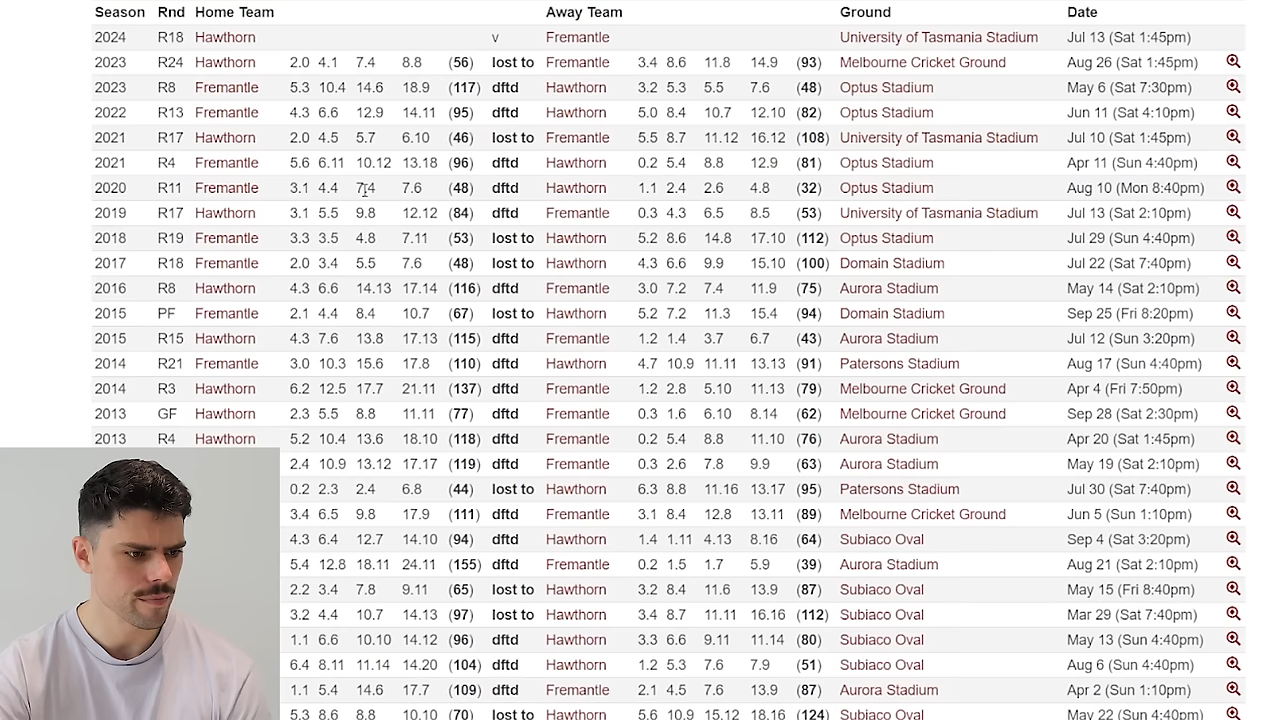 Season Rnd Home Team Away Team Ground Date
2024 R18 Hawthorn v Fremantle University of Tasmania Stadium Jul 13 (Sat 1:45pm)
2023 R24 Hawthorn 2.0 4.1 7.4 8.8 (56) lost to Fremantle 3.4 8.6 11.8 14.9 (93) Melbourne Cricket Ground Aug 26 (Sat 1:45pm)
2023 R8 Fremantle 5.3 10.4 14.6 18.9 (117) dftd Hawthorn 3.2 5.3 5.5 7.6 (48) Optus Stadium May 6 (Sat 7:30pm)
2022 R13 Fremantle 4.3 6.6 12.9 14.11 (95) dftd Hawthorn 5.0 8.4 10.7 12.10 (82) Optus Stadium Jun 11 (Sat 4:10pm)
2021 R17 Hawthorn 2.0 4.5 5.7 6.10 (46) lost to Fremantle 5.5 8.7 11.12 16.12 (108) University of Tasmania Stadium Jul 10 (Sat 1:45pm)
2021 R4 Fremantle 5.6 6.11 10.12 13.18 (96) dftd Hawthorn 0.2 5.4 8.8 12.9 (81) Optus Stadium Apr 11 (Sun 4:40pm)
2020 R11 Fremantle 3.1 4.4 7.4 7.6 (48) dftd Hawthorn 1.1 2.4 2.6 4.8 (32) Optus Stadium Aug 10 (Mon 8:40pm)
2019 R17 Hawthorn 3.1 5.5 9.8 12.12 (84) dftd Fremantle 0.3 4.3 6.5 8.5 (53) University of Tasmania Stadium Jul 13 (Sat 2:10pm)
2018 R19 Fremantle 3.3 3.5 4.8 7.11 (53) lost to Hawthorn 5.2 8.6 14.8 17.10 (112) Optus Stadium Jul 29 (Sun 4:40pm)
2017 R18 Fremantle 2.0 3.4 5.5 7.6 (48) lost to Hawthorn 4.3 6.6 9.9 15.10 (100) Domain Stadium Jul 22 (Sat 7:40pm)
2016 R8 Hawthorn 4.3 6.6 14.13 17.14 (116) dftd Fremantle 3.0 7.2 7.4 11.9 (75) Aurora Stadium May 14 (Sat 2:10pm)
2015 PF Fremantle 2.1 4.4 8.4 10.7 (67) lost to Hawthorn 5.2 7.2 11.3 15.4 (94) Domain Stadium Sep 25 (Fri 8:20pm)
2015 R15 Hawthorn 4.3 7.6 13.8 17.13 (115) dftd Fremantle 1.2 1.4 3.7 6.7 (43) Aurora Stadium Jul 12 (Sun 3:20pm)
2014 R21 Fremantle 3.0 10.3 15.6 17.8 (110) dftd Hawthorn 4.7 10.9 11.11 13.13 (91) Patersons Stadium Aug 17 (Sun 4:40pm)
2014 R3 Hawthorn 6.2 12.5 17.7 21.11 (137) dftd Fremantle 1.2 2.8 5.10 11.13 (79) Melbourne Cricket Ground Apr 4 (Fri 7:50pm)
2013 GF Hawthorn 2.3 5.5 8.8 11.11 (77) dftd Fremantle 0.3 1.6 6.10 8.14 (62) Melbourne Cricket Ground Sep 28 (Sat 2:30pm)
2013 R4 Hawthorn 5.2 10.4 13.6 18.10 (118) dftd Fremantle 0.2 5.4 8.8 11.10 (76) Aurora Stadium Apr 20 (Sat 1:45pm)
2.4 10.9 13.12 17.17 (119) dftd Fremantle 0.3 2.6 7.8 9.9 (63) Aurora Stadium May 19 (Sat 2:10pm)
0.2 2.3 2.4 6.8 (44) lost to Hawthorn 6.3 8.8 11.16 13.17 (95) Patersons Stadium Jul 30 (Sat 7:40pm)
3.4 6.5 9.8 17.9 (111) dftd Fremantle 3.1 8.4 12.8 13.11 (89) Melbourne Cricket Ground Jun 5 (Sun 1:10pm)
4.3 6.4 12.7 14.10 (94) dftd Hawthorn 1.4 1.11 4.13 8.16 (64) Subiaco Oval Sep 4 (Sat 3:20pm)
5.4 12.8 18.11 24.11 (155) dftd Fremantle 0.2 1.5 1.7 5.9 (39) Aurora Stadium Aug 21 (Sat 2:10pm)
2.2 3.4 7.8 9.11 (65) lost to Hawthorn 3.2 8.4 11.6 13.9 (87) Subiaco Oval May 15 (Fri 8:40pm)
3.2 4.4 10.7 14.13 (97) lost to Hawthorn 3.4 8.7 11.11 16.16 (112) Subiaco Oval Mar 29 (Sat 7:40pm)
1.1 6.6 10.10 14.12 (96) dftd Hawthorn 3.3 6.6 9.11 11.14 (80) Subiaco Oval May 13 (Sun 4:40pm)
6.4 8.11 11.14 14.20 (104) dftd Hawthorn 1.2 5.3 7.6 7.9 (51) Subiaco Oval Aug 6 (Sun 4:40pm)
1.1 5.4 14.6 17.7 (109) dftd Fremantle 2.1 4.5 7.6 13.9 (87) Aurora Stadium Apr 2 (Sun 1:10pm)
5.3 8.6 8.8 10.10 (70) lost to Hawthorn 5.6 10.9 15.12 18.16 (124) Subiaco Oval May 22 (Sun 4:40pm)